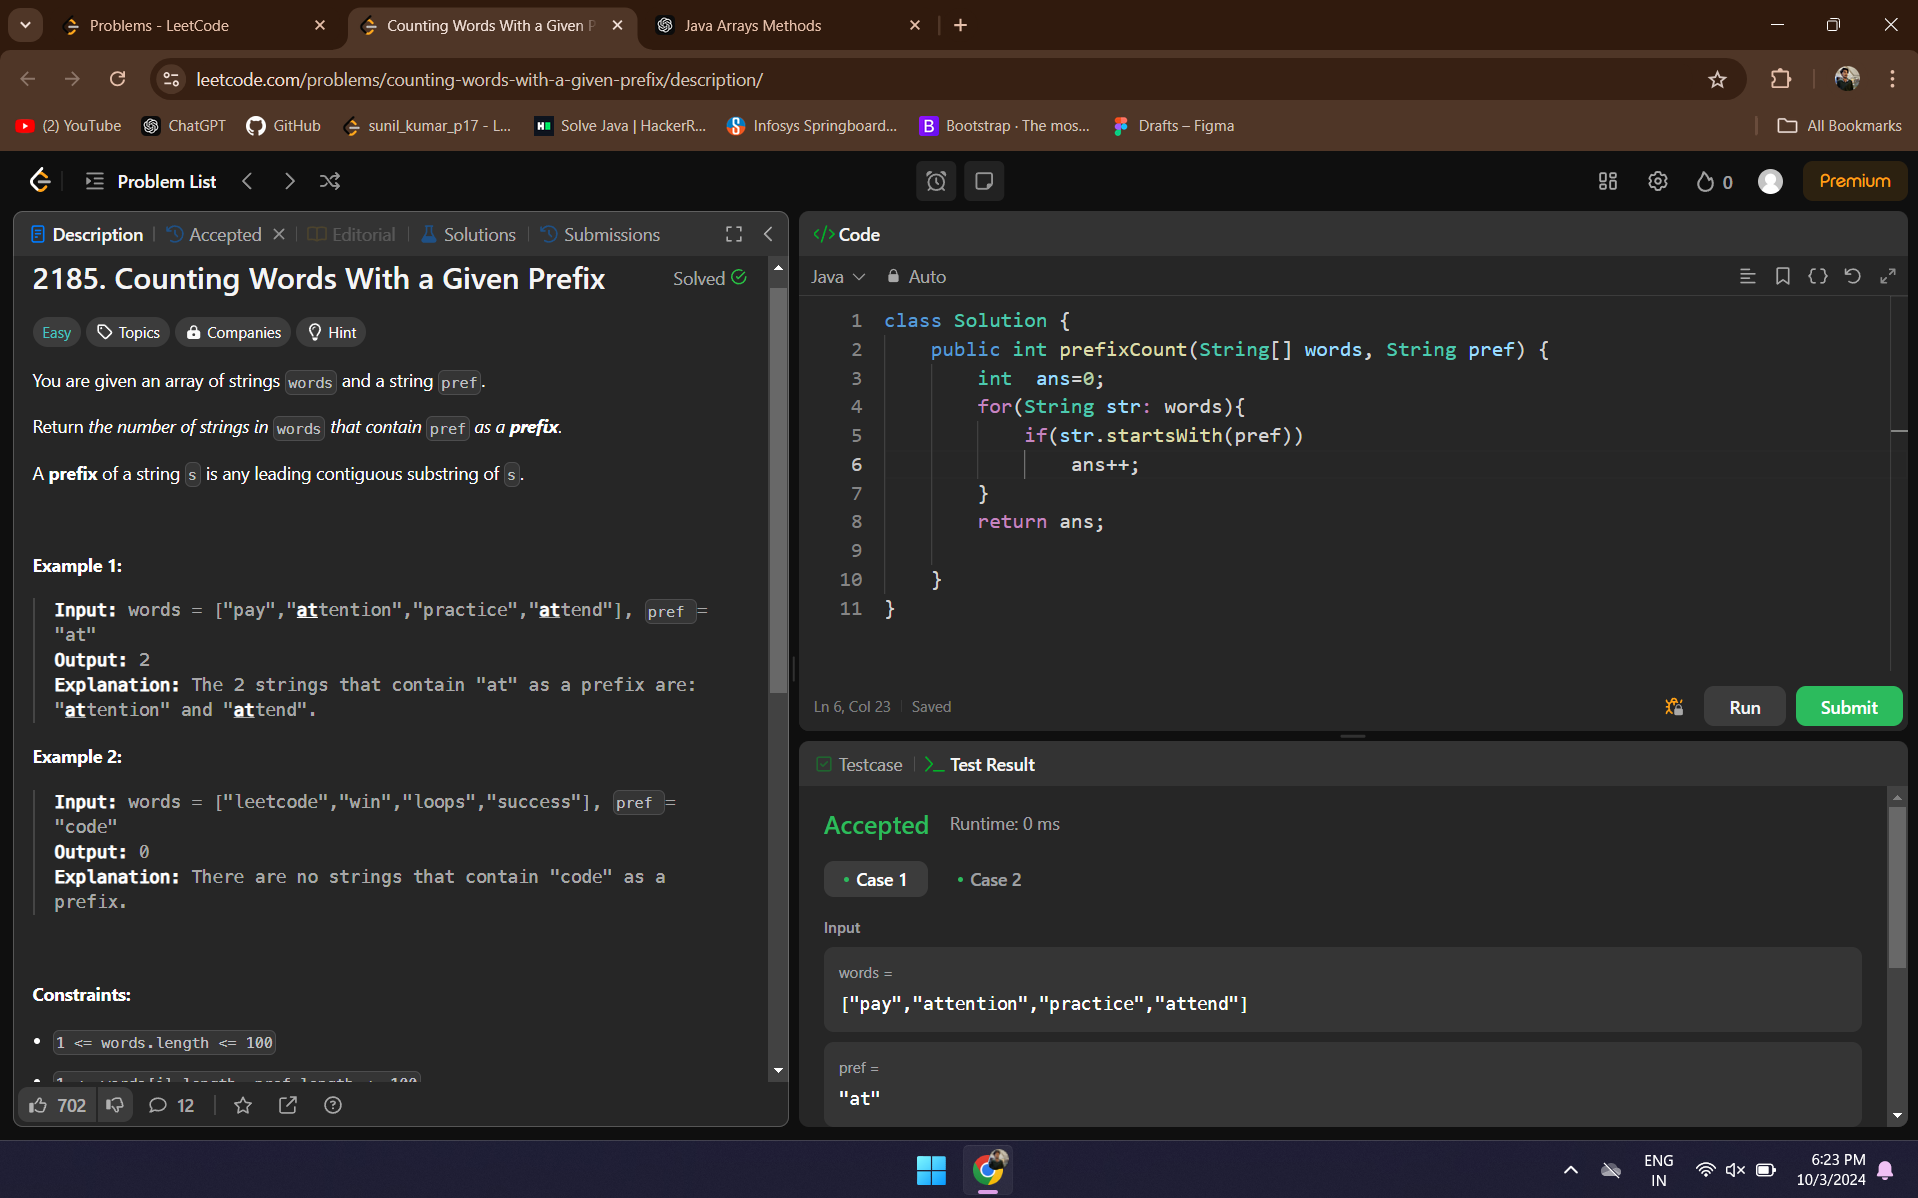 Problems - LeetCode
Counting Words With a Given P
Java Arrays Methods
leetcode.com/problems/counting-words-with-a-given-prefix/description/
(2) YouTube
ChatGPT
GitHub
sunil_kumar_p17 - L...
Solve Java | HackerR...
Infosys Springboard...
Bootstrap · The mos...
Drafts – Figma
All Bookmarks
Problem List
0
Premium
Description
Accepted
Editorial
Solutions
Submissions
2185. Counting Words With a Given Prefix
Solved
Easy
Topics
Companies
Hint
You are given an array of strings words and a string pref.
Return the number of strings in words that contain pref as a prefix.
A prefix of a string s is any leading contiguous substring of s.
Example 1:
Input: words = ["pay","attention","practice","attend"], pref =
"at"
Output: 2
Explanation: The 2 strings that contain "at" as a prefix are:
"attention" and "attend".
Example 2:
Input: words = ["leetcode","win","loops","success"], pref =
"code"
Output: 0
Explanation: There are no strings that contain "code" as a
prefix.
Constraints:
• 1 <= words.length <= 100
702
12
Code
Java
Auto
1 class Solution {
2 public int prefixCount(String[] words, String pref) {
3 int  ans=0;
4 for(String str: words){
5 if(str.startsWith(pref))
6 ans++;
7 }
8 return ans;
9
10 }
11 }
Ln 6, Col 23
Saved
Run
Submit
Testcase
Test Result
Accepted
Runtime: 0 ms
• Case 1
• Case 2
Input
words =
["pay","attention","practice","attend"]
pref =
"at"
ENG
IN
6:23 PM
10/3/2024